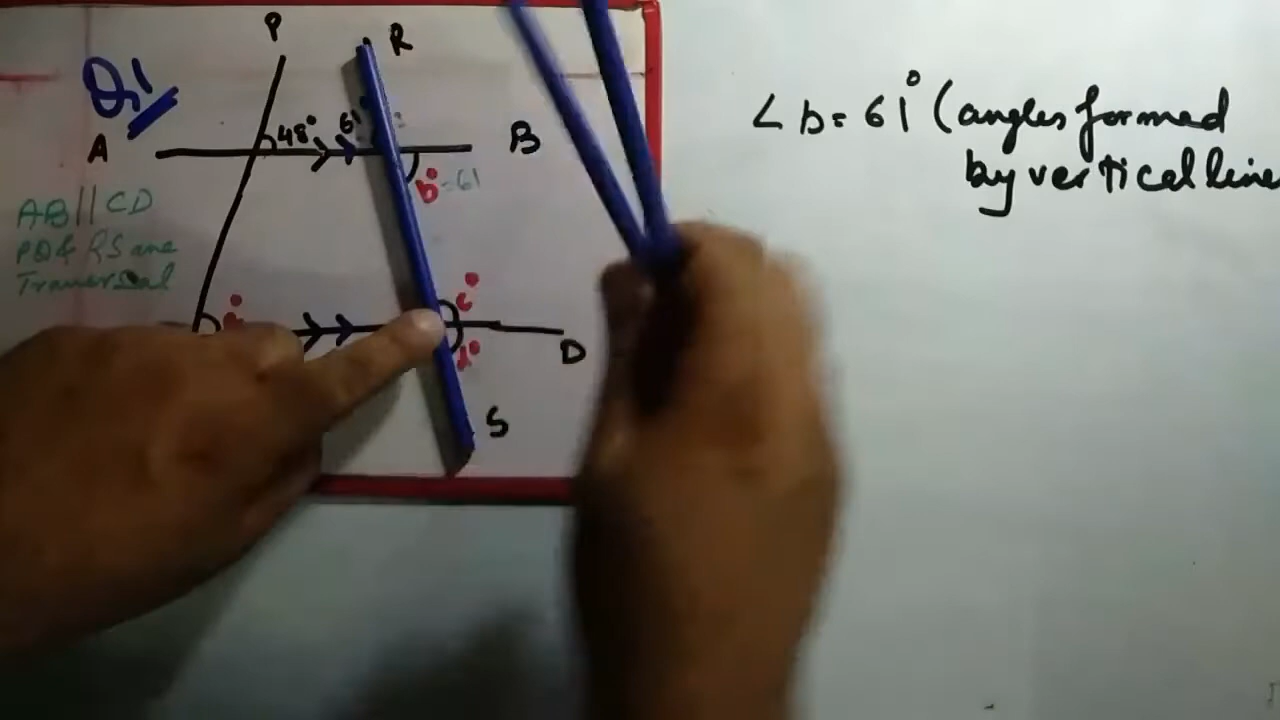 Q1
P
R
A
48°
61
B
b° = 61
AB || CD
PQ & RS are
Transversal
c°
d°
D
S
∠b = 61° (angles formed
by vertical line